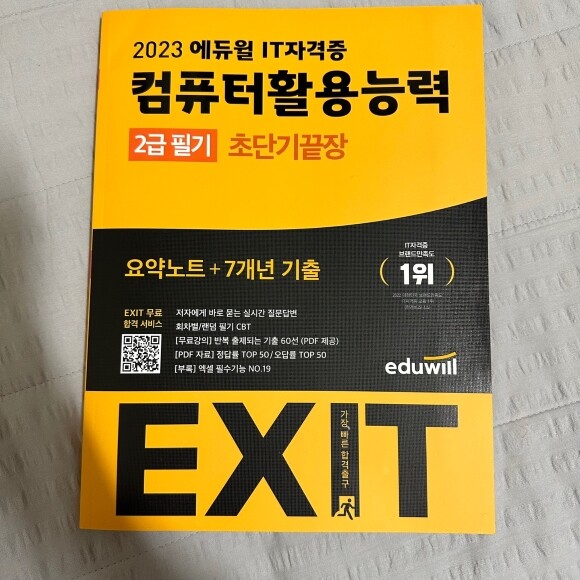 2023 에듀윌 IT자격증
컴퓨터활용능력
2급 필기 초단기끝장
요약노트 + 7개년 기출
IT자격증
브랜드만족도
1위
EXIT 무료
합격 서비스
저자에게 바로 묻는 실시간 질문답변
회차별/랜덤 필기 CBT
[무료강의] 반복 출제되는 기출 60선 (PDF 제공)
[PDF 자료] 정답률 TOP 50 / 오답률 TOP 50
[부록] 엑셀 필수기능 NO.19
eduwill
EXIT
가장 빠른 합격출구